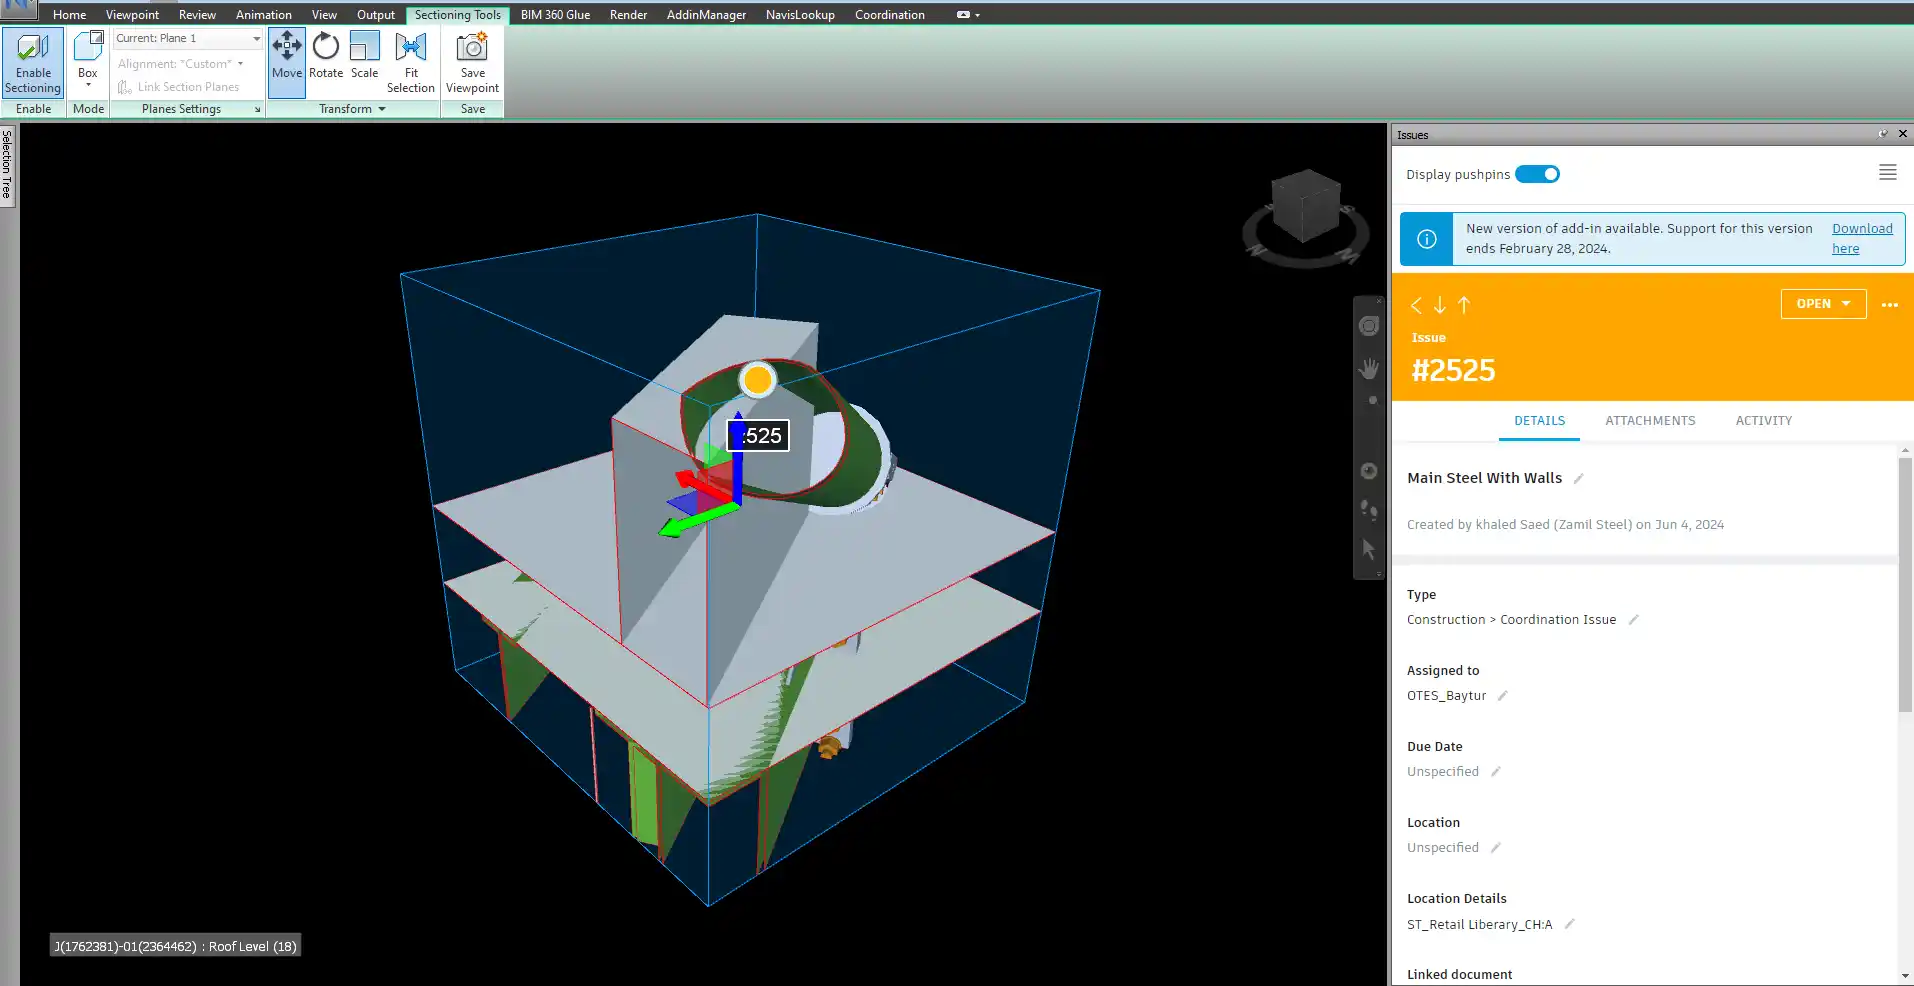 Home Viewpoint Review Animation View Output Sectioning Tools BIM 360 Glue Render AddinManager NavisLookup Coordination
Enable
Sectioning
Enable
Box
Mode
Current: Plane 1
Alignment: "Custom"
Link Section Planes
Planes Settings
Move Rotate Scale Fit
Selection
Transform
Save
Viewpoint
Save
Selection Tree
2525
J(1762381)-01(2364462) : Roof Level (18)
Issues
Display pushpins
New version of add-in available. Support for this version
ends February 28, 2024.
Download
here
OPEN
Issue
#2525
DETAILS ATTACHMENTS ACTIVITY
Main Steel With Walls
Created by khaled Saed (Zamil Steel) on Jun 4, 2024
Type
Construction > Coordination Issue
Assigned to
OTES_Baytur
Due Date
Unspecified
Location
Unspecified
Location Details
ST_Retail Liberary_CH:A
Linked document